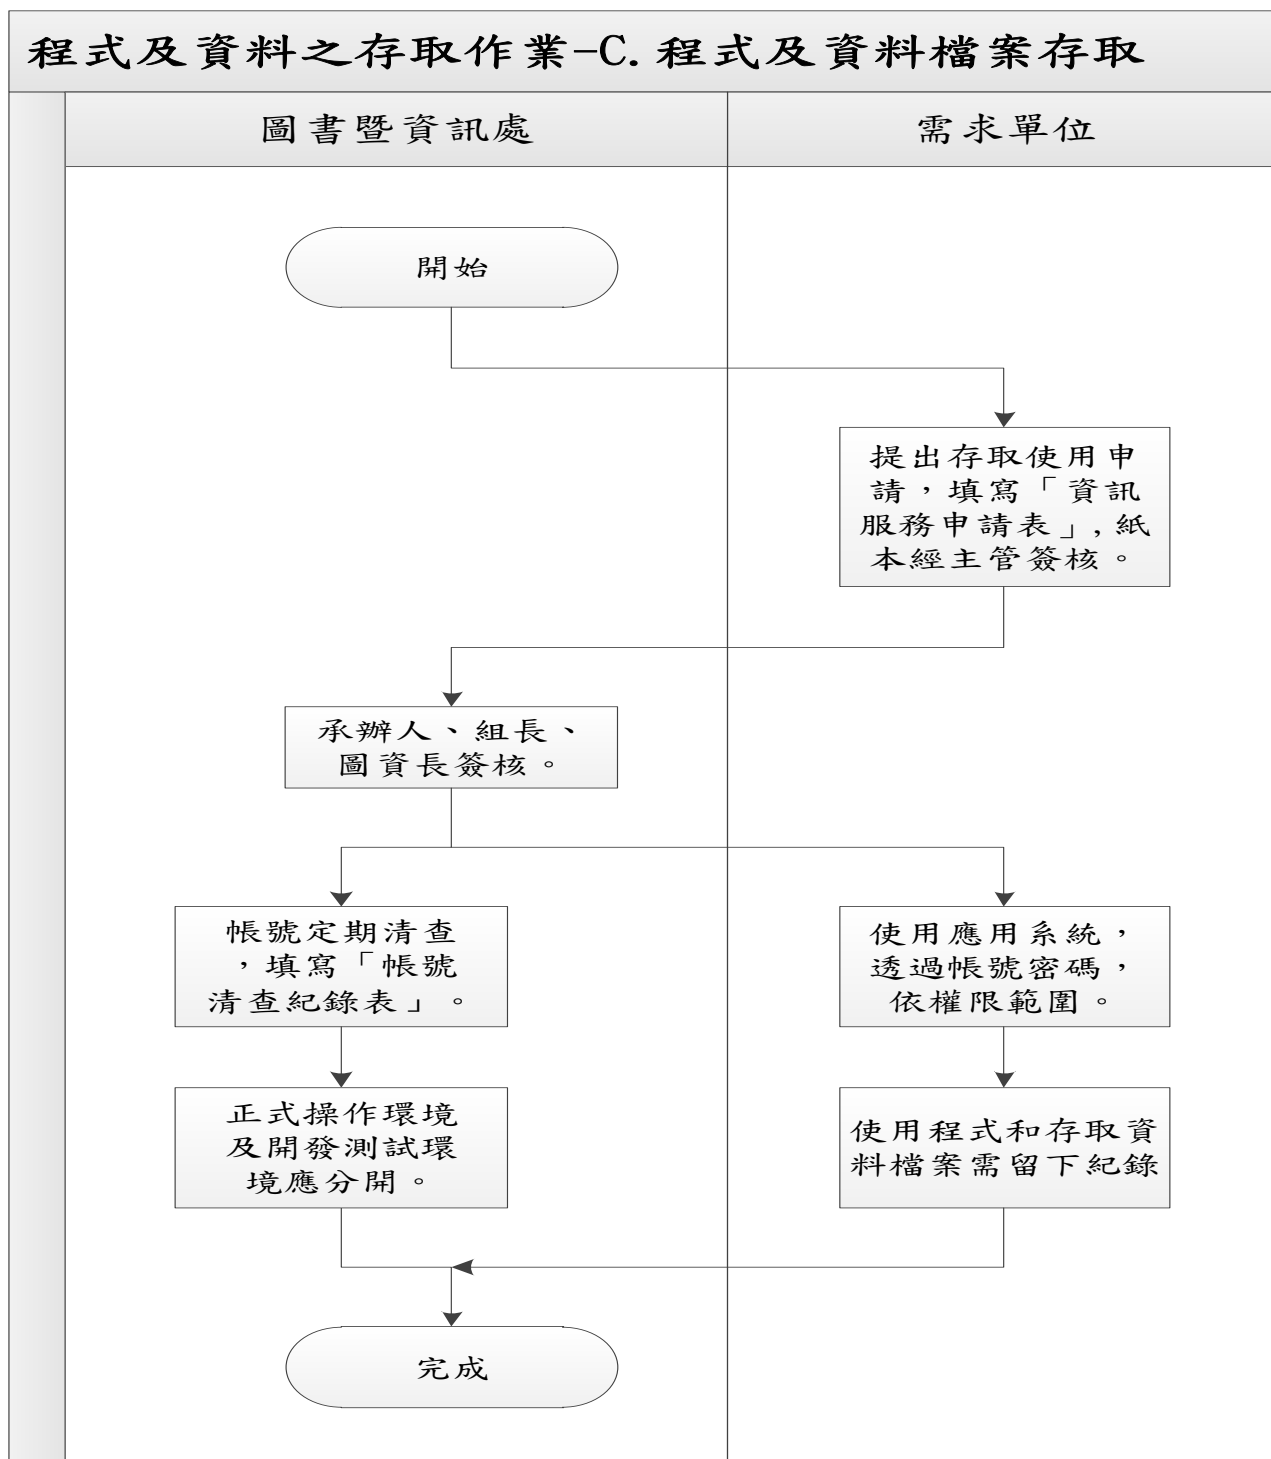 程式及資料之存取作業-C.程式及資料檔案存取
圖書暨資訊處
需求單位
開始
提出存取使用申
請，填寫「資訊
服務申請表」,紙
本經主管簽核。
承辦人、組長、
圖資長簽核。
帳號定期清查
，填寫「帳號
清查紀錄表」。
使用應用系統，
透過帳號密碼，
依權限範圍。
正式操作環境
及開發測試環
境應分開。
使用程式和存取資
料檔案需留下紀錄
完成